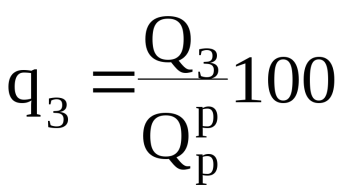 q₃ = Q₃ / Qᵖₚ 100